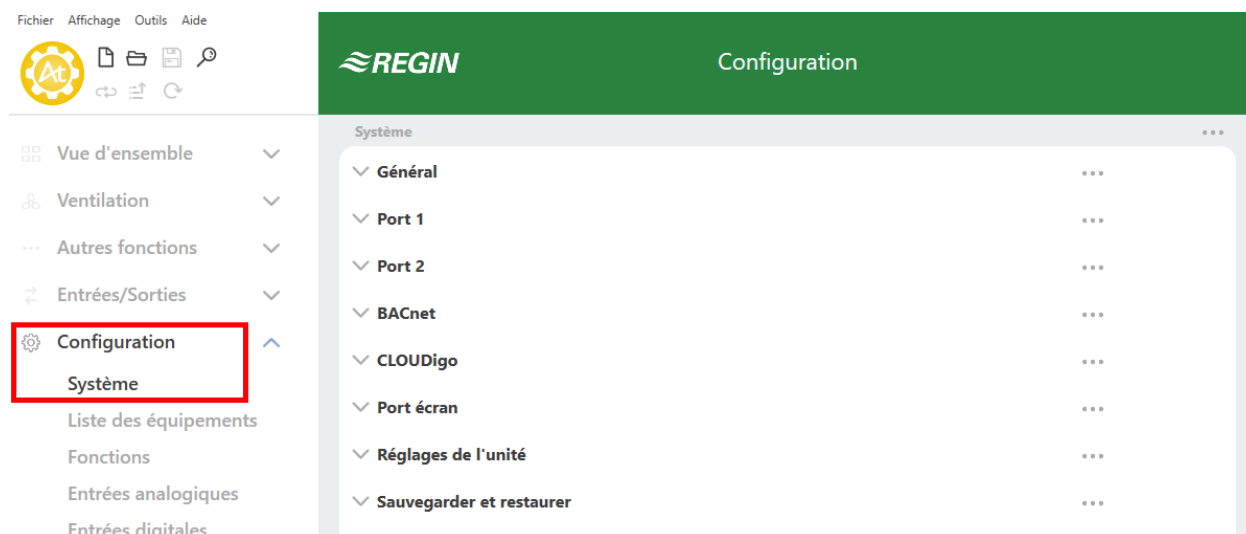 Fichier Affichage Outils Aide
At
REGIN
Configuration
Système
Vue d'ensemble
Ventilation
Autres fonctions
Entrées/Sorties
Configuration
Système
Liste des équipements
Fonctions
Entrées analogiques
Entrées digitales
Général
Port 1
Port 2
BACnet
CLOUDigo
Port écran
Réglages de l'unité
Sauvegarder et restaurer